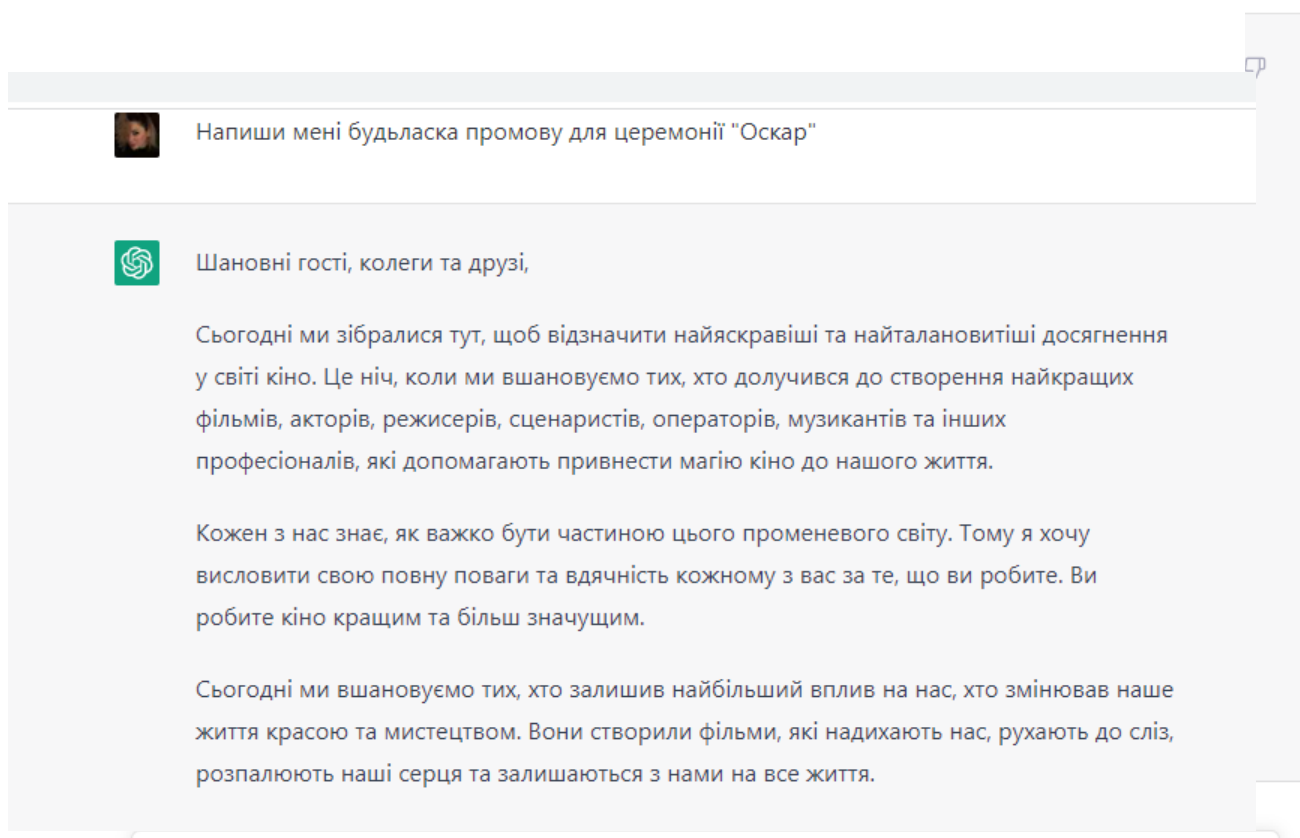 Напиши мені будьласка промову для церемонії "Оскар"
Шановні гості, колеги та друзі,
Сьогодні ми зібралися тут, щоб відзначити найяскравіші та найталановитіші досягнення
у світі кіно. Це ніч, коли ми вшановуємо тих, хто долучився до створення найкращих
фільмів, акторів, режисерів, сценаристів, операторів, музикантів та інших
професіоналів, які допомагають привнести магію кіно до нашого життя.
Кожен з нас знає, як важко бути частиною цього променевого світу. Тому я хочу
висловити свою повну поваги та вдячність кожному з вас за те, що ви робите. Ви
робите кіно кращим та більш значущим.
Сьогодні ми вшановуємо тих, хто залишив найбільший вплив на нас, хто змінював наше
життя красою та мистецтвом. Вони створили фільми, які надихають нас, рухають до сліз,
розпалюють наші серця та залишаються з нами на все життя.